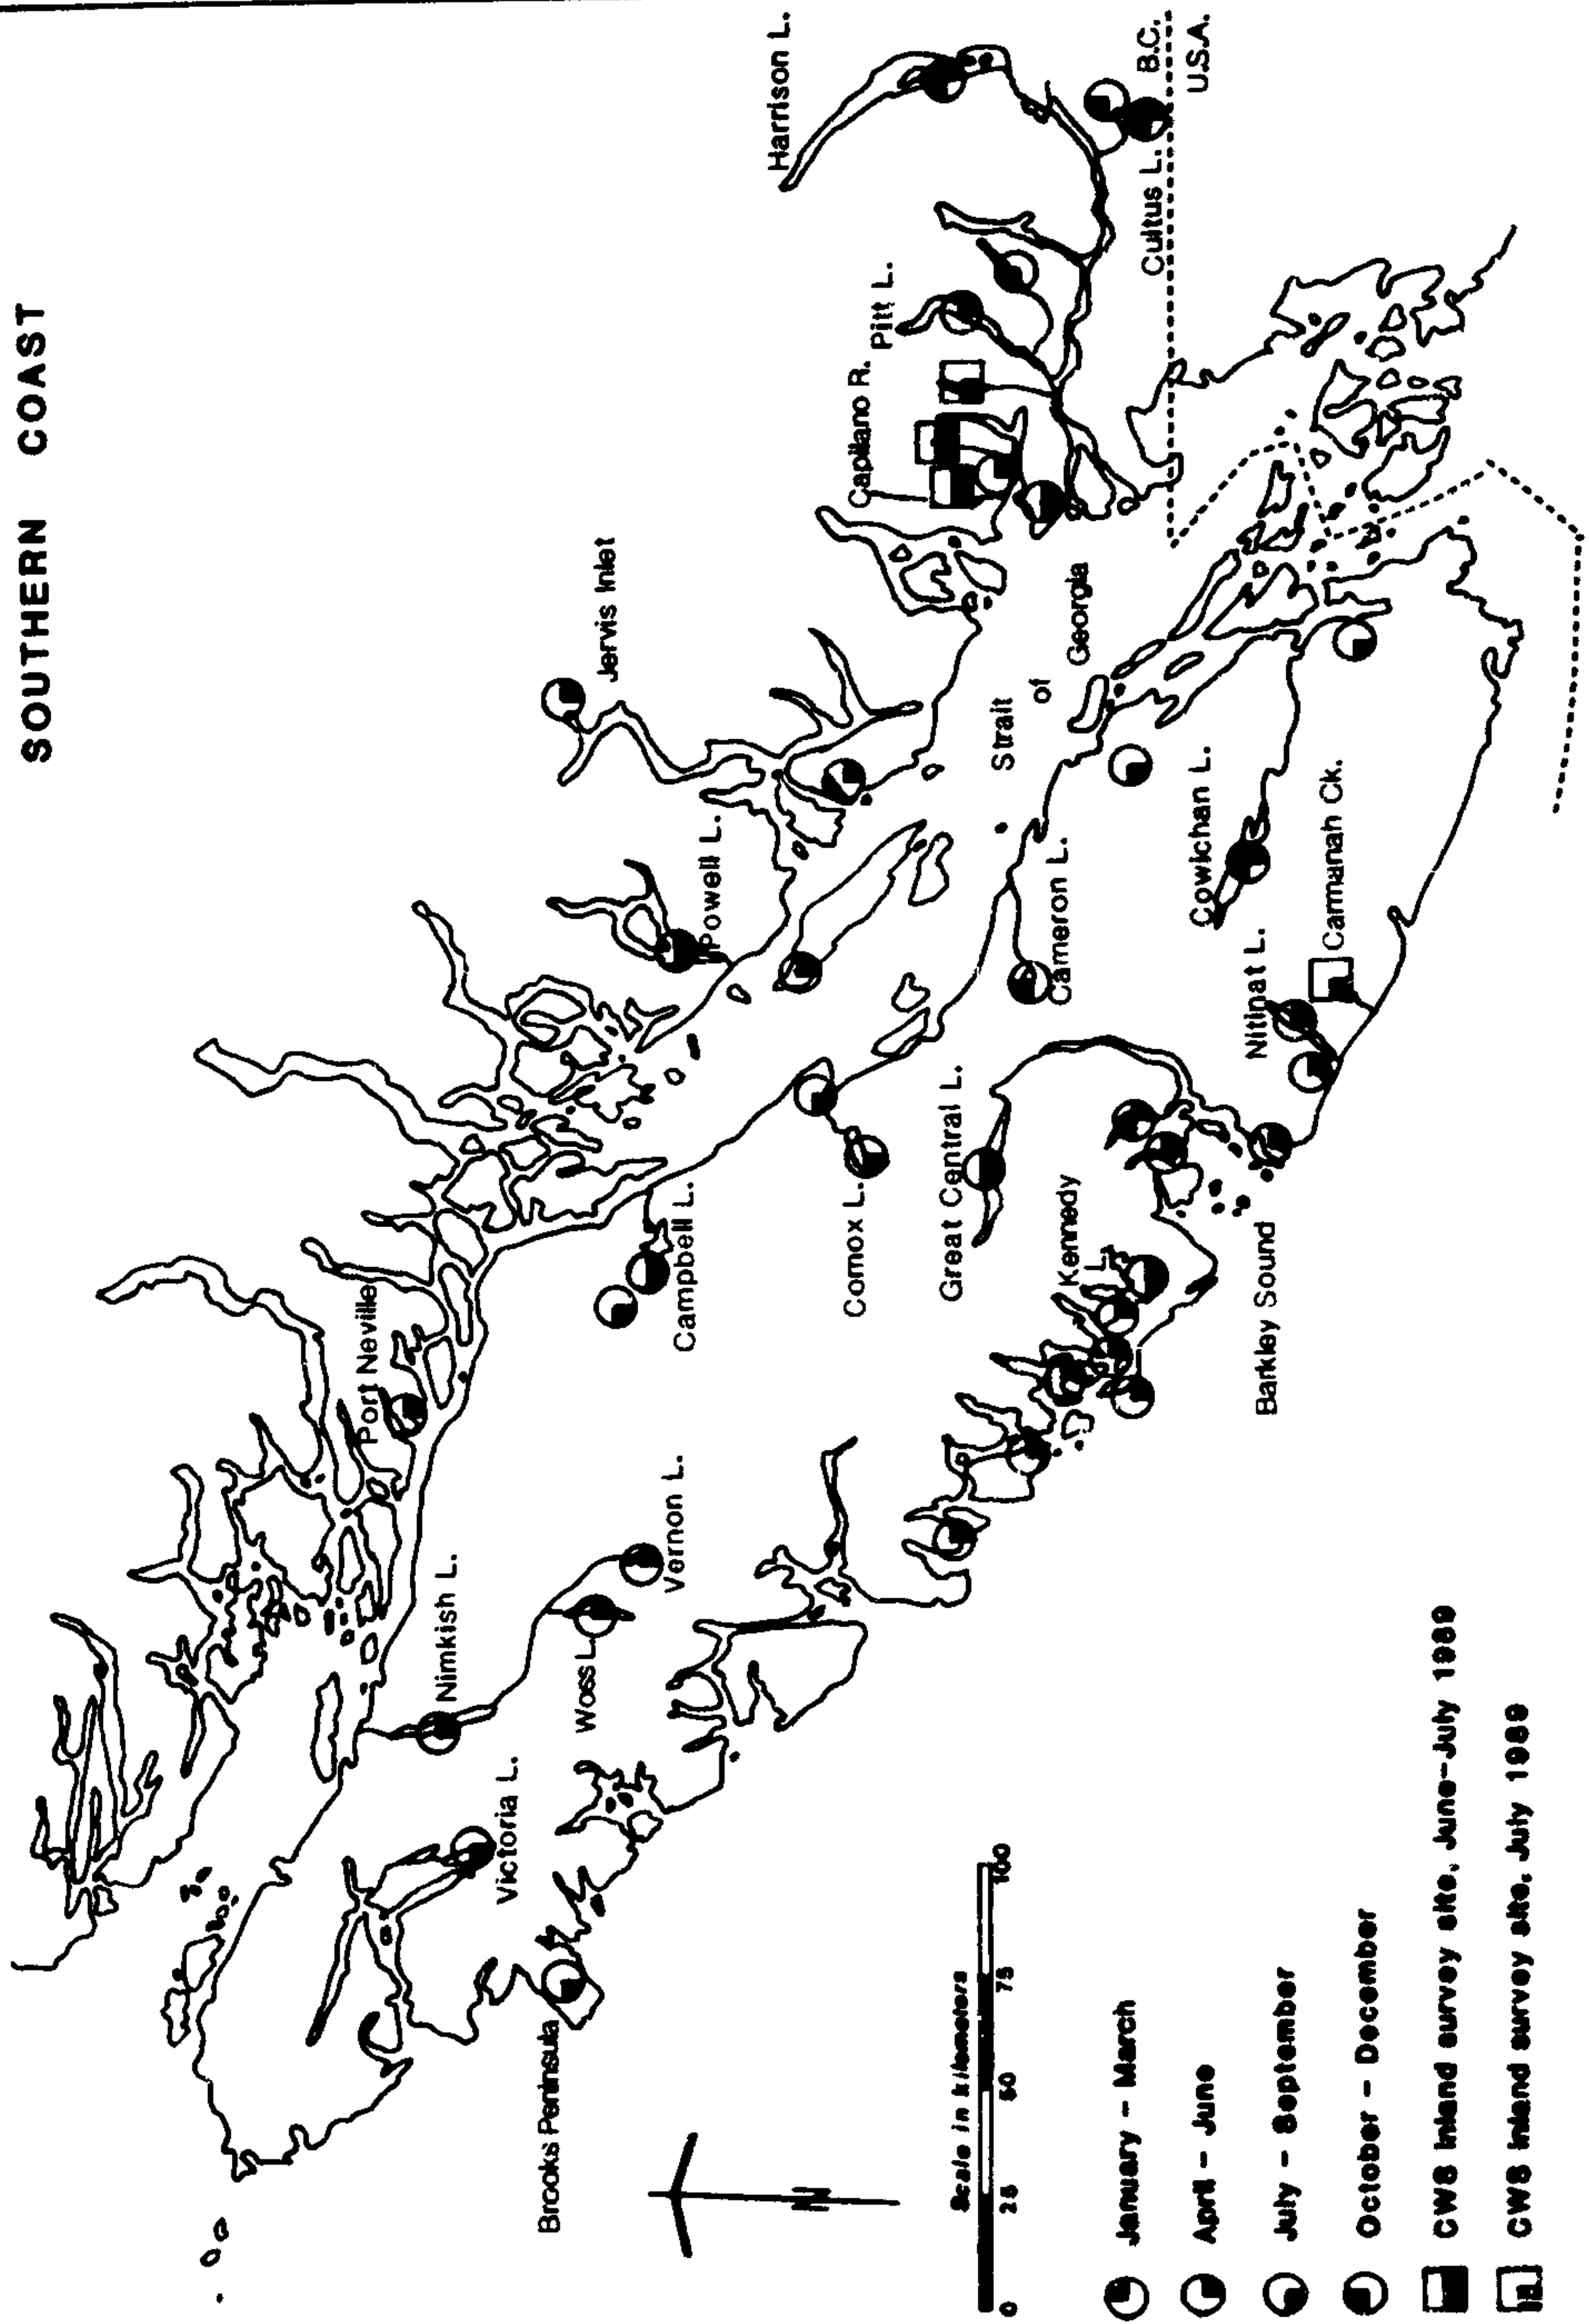 SOUTHERN COAST
Harrison L.
B.C.
U.S.A.
Cultus L.
Pitt L.
Capilano R.
Jervis Inlet
Strait
of
Georgia
Powell L.
Cameron L.
Cowichan L.
Carmanah Ck.
Nitinat L.
Port Neville
Campbell L.
Comox L.
Great Central L.
Kennedy
L.
Barkley Sound
Nimkish L.
Vernon L.
Woss L.
Victoria L.
Brooks Peninsula
N
Scale in kilometers
0 25 50 75 100
January - March
April - June
July - September
October - December
CWS inland survey site, June-July 1989
CWS inland survey site, July 1989